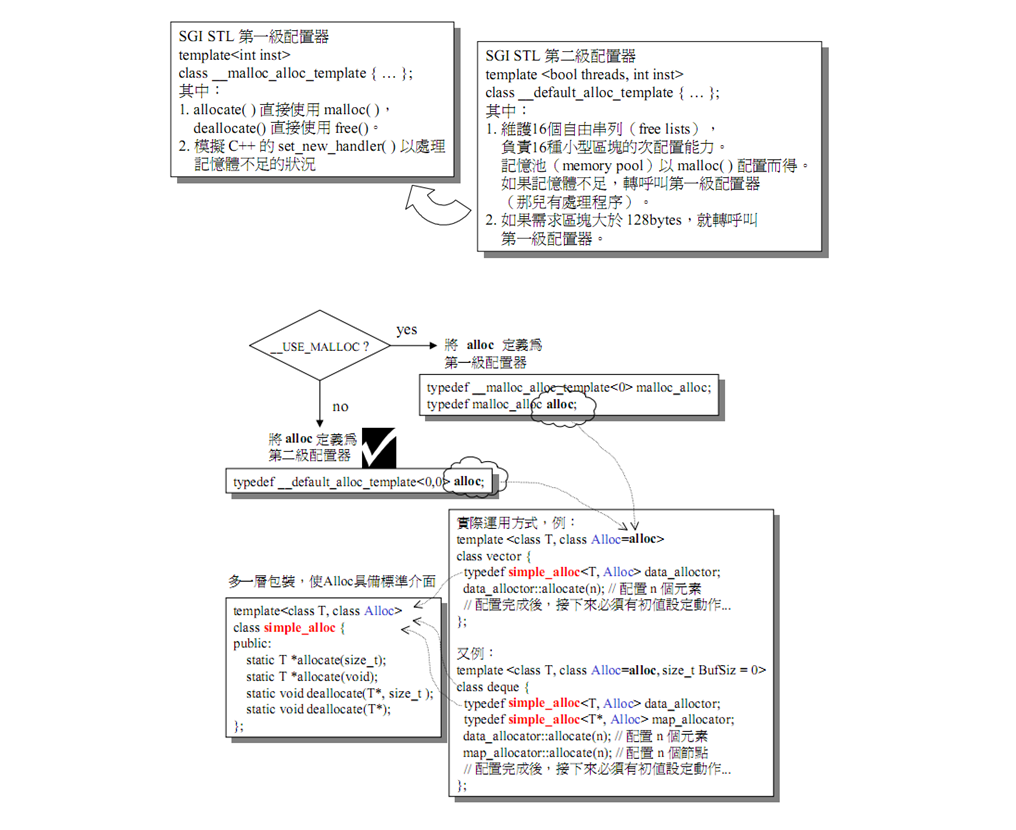 SGI STL 第一級配置器
template<int inst>
class __malloc_alloc_template { … };
其中：
1. allocate( ) 直接使用 malloc( )，
deallocate() 直接使用 free()。
2. 模擬 C++ 的 set_new_handler( ) 以處理
記憶體不足的狀況
SGI STL 第二級配置器
template <bool threads, int inst>
class __default_alloc_template { … };
其中：
1. 維護16個自由串列（free lists），
負責16種小型區塊的次配置能力。
記憶池（memory pool）以 malloc( ) 配置而得。
如果記憶體不足，轉呼叫第一級配置器
（那兒有處理程序）。
2. 如果需求區塊大於 128bytes，就轉呼叫
第一級配置器。
__USE_MALLOC ?
yes
將 alloc 定義為
第一級配置器
typedef __malloc_alloc_template<0> malloc_alloc;
typedef malloc_alloc alloc;
no
將 alloc 定義為
第二級配置器
typedef __default_alloc_template<0,0> alloc;
實際運用方式，例：
template <class T, class Alloc=alloc>
class vector {
typedef simple_alloc<T, Alloc> data_alloctor;
data_alloctor::allocate(n); // 配置 n 個元素
// 配置完成後，接下來必須有初值設定動作...
};
又例：
template <class T, class Alloc=alloc, size_t BufSiz = 0>
class deque {
typedef simple_alloc<T, Alloc> data_alloctor;
typedef simple_alloc<T*, Alloc> map_allocator;
data_allocator::allocate(n); // 配置 n 個元素
map_allocator::allocate(n); // 配置 n 個節點
// 配置完成後，接下來必須有初值設定動作...
};
多一層包裝，使Alloc具備標準介面
template<class T, class Alloc>
class simple_alloc {
public:
static T *allocate(size_t);
static T *allocate(void);
static void deallocate(T*, size_t );
static void deallocate(T*);
};